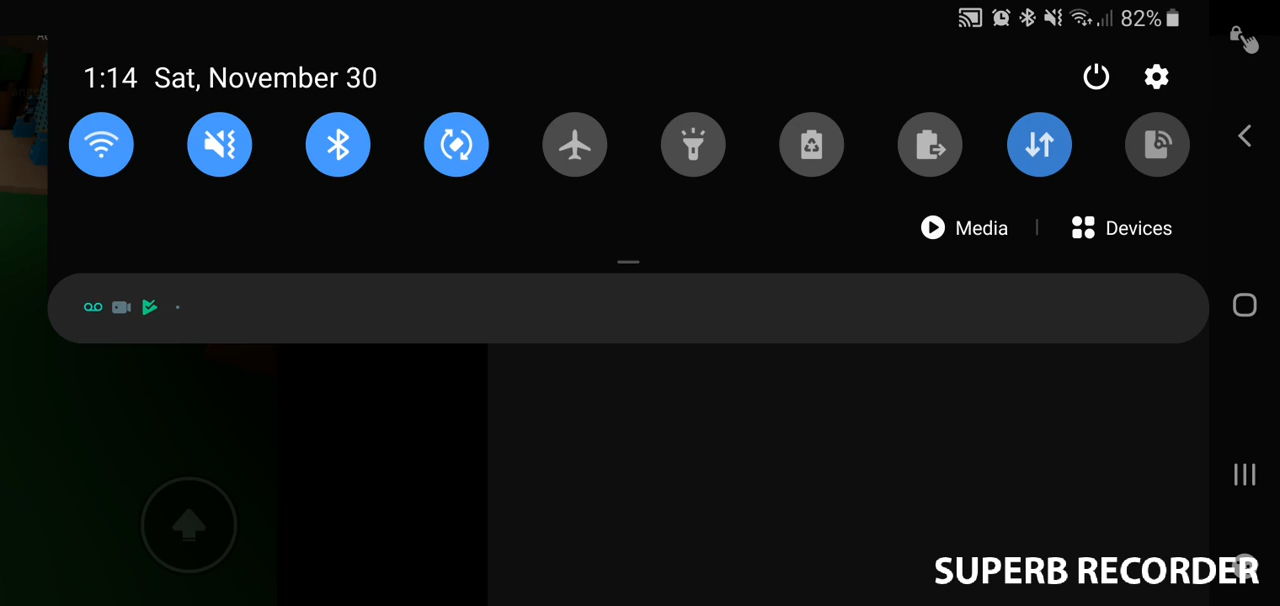 82%
1:14 Sat, November 30
Media | Devices
SUPERB RECORDER